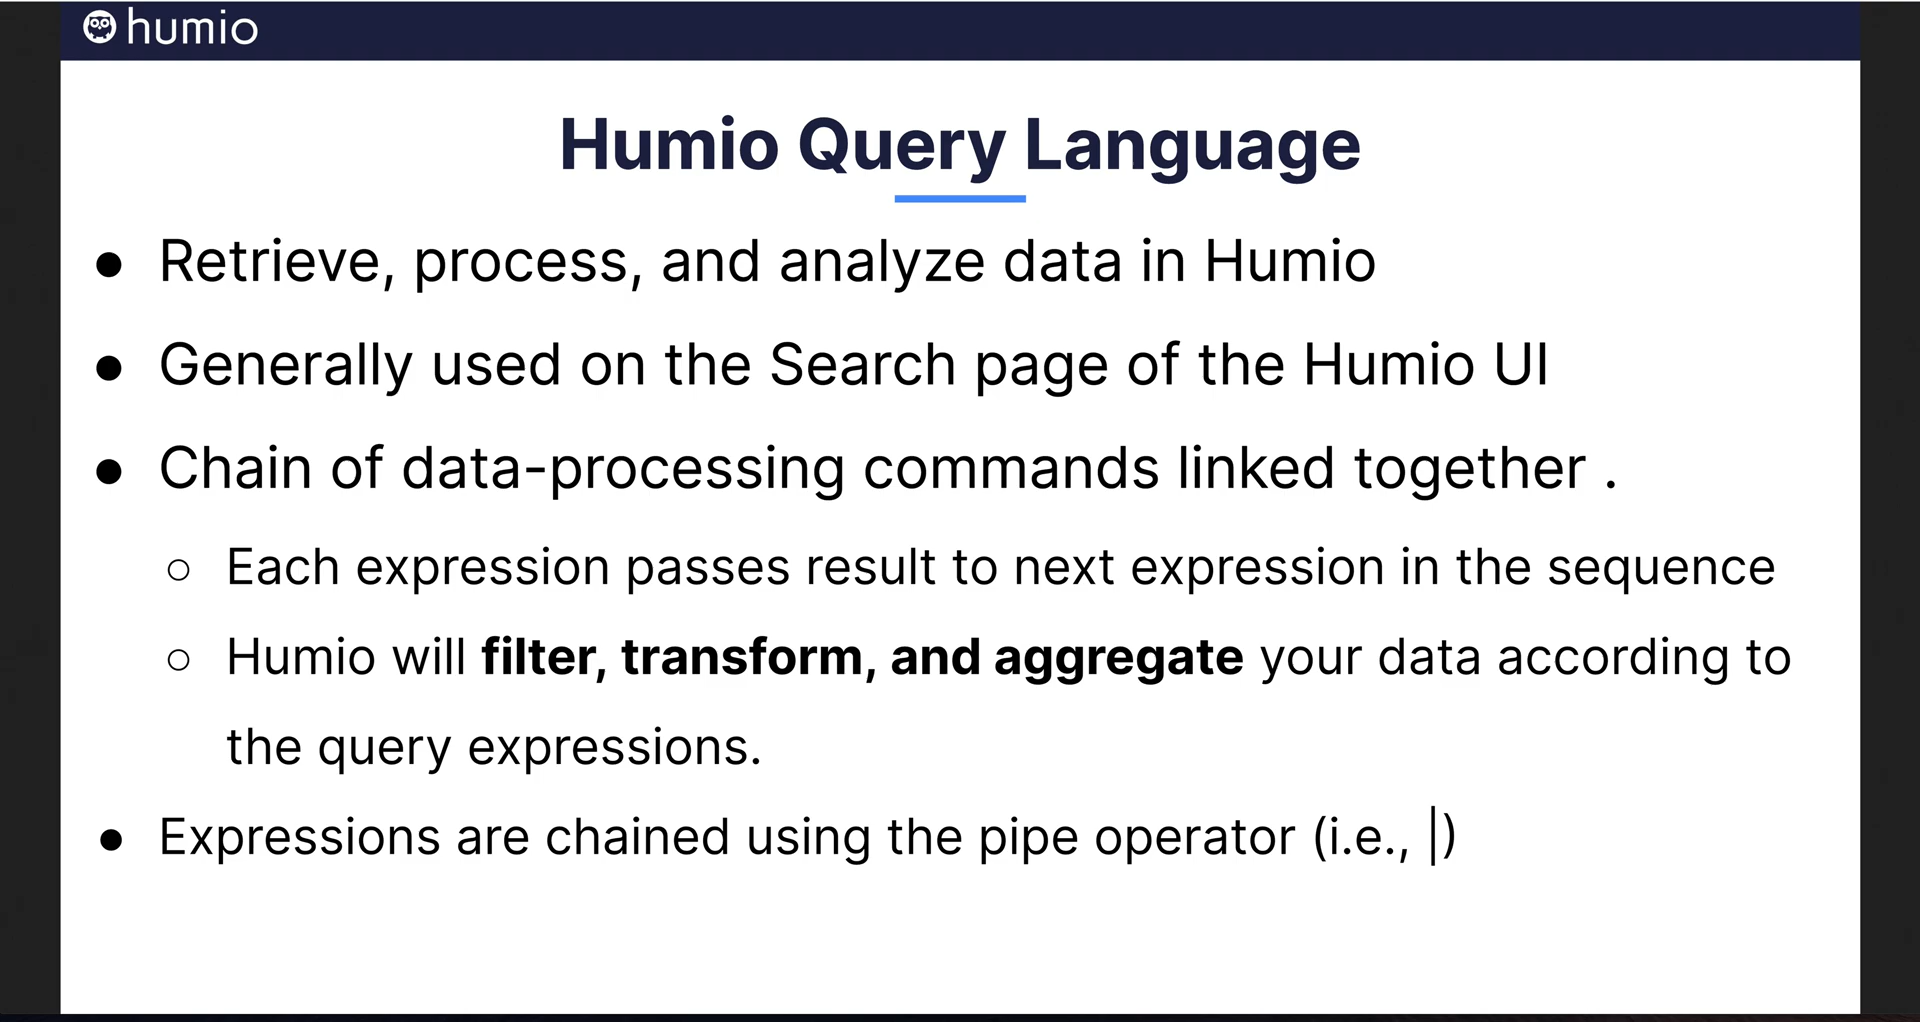 humio
Humio Query Language
● Retrieve, process, and analyze data in Humio
● Generally used on the Search page of the Humio UI
● Chain of data-processing commands linked together .
○ Each expression passes result to next expression in the sequence
○ Humio will filter, transform, and aggregate your data according to
the query expressions.
● Expressions are chained using the pipe operator (i.e., |)